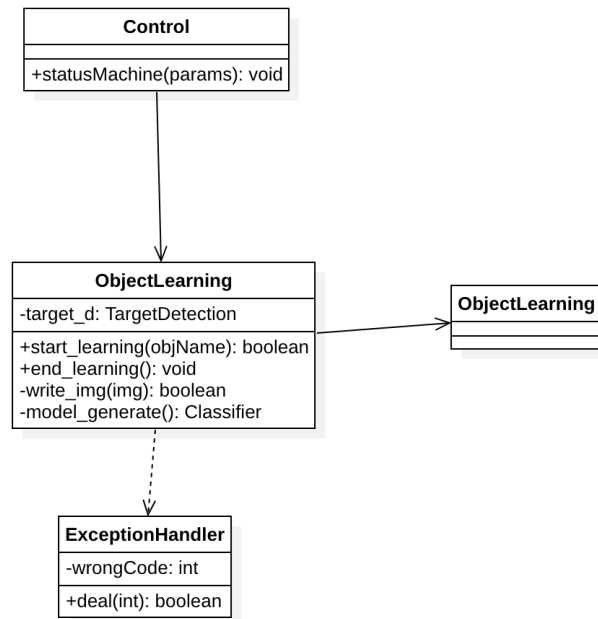 Control
+statusMachine(params): void
ObjectLearning
-target_d: TargetDetection
+start_learning(objName): boolean
+end_learning(): void
-write_img(img): boolean
-model_generate(): Classifier
ObjectLearning
ExceptionHandler
-wrongCode: int
+deal(int): boolean